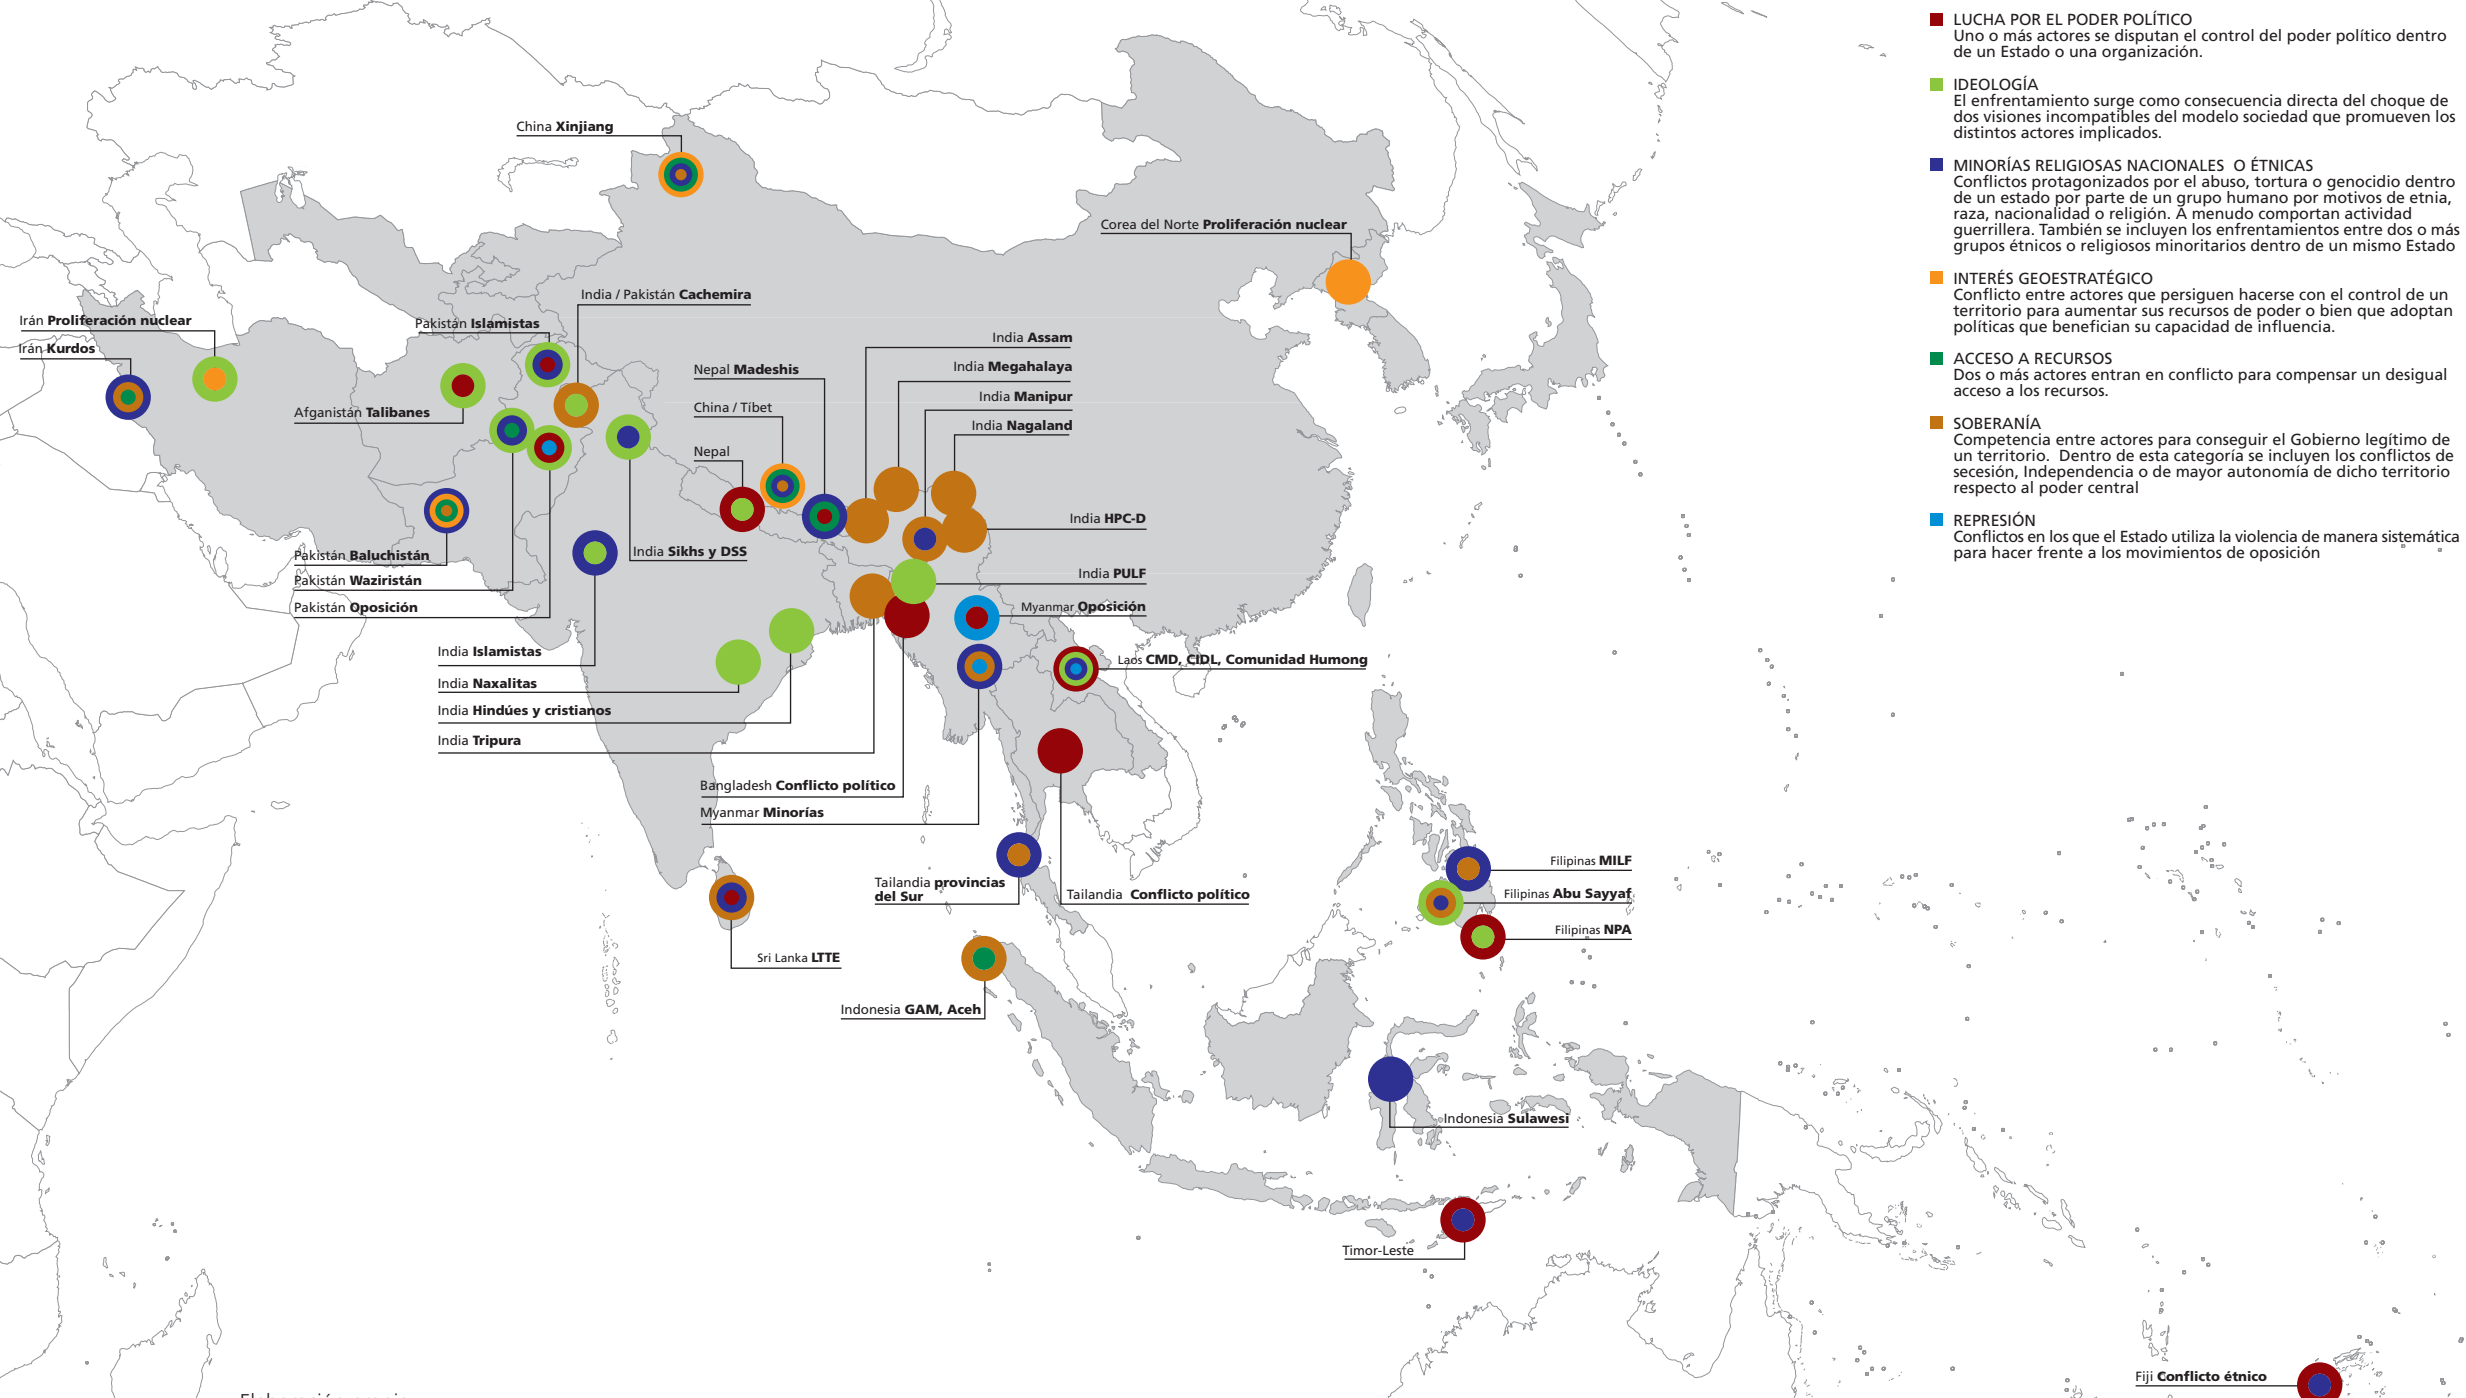 LUCHA POR EL PODER POLÍTICO
Uno o más actores se disputan el control del poder político dentro
de un Estado o una organización.
IDEOLOGÍA
El enfrentamiento surge como consecuencia directa del choque de
dos visiones incompatibles del modelo sociedad que promueven los
distintos actores implicados.
MINORÍAS RELIGIOSAS NACIONALES O ÉTNICAS
Conflictos protagonizados por el abuso, tortura o genocidio dentro
de un estado por parte de un grupo humano por motivos de etnia,
raza, nacionalidad o religión. A menudo comportan actividad
guerrillera. También se incluyen los enfrentamientos entre dos o más
grupos étnicos o religiosos minoritarios dentro de un mismo Estado
INTERÉS GEOESTRATÉGICO
Conflicto entre actores que persiguen hacerse con el control de un
territorio para aumentar sus recursos de poder o bien que adoptan
políticas que benefician su capacidad de influencia.
ACCESO A RECURSOS
Dos o más actores entran en conflicto para compensar un desigual
acceso a los recursos.
SOBERANÍA
Competencia entre actores para conseguir el Gobierno legítimo de
un territorio. Dentro de esta categoría se incluyen los conflictos de
secesión, Independencia o de mayor autonomía de dicho territorio
respecto al poder central
REPRESIÓN
Conflictos en los que el Estado utiliza la violencia de manera sistemática
para hacer frente a los movimientos de oposición
China Xinjiang
Corea del Norte Proliferación nuclear
India / Pakistán Cachemira
Irán Proliferación nuclear
Pakistán Islamistas
Irán Kurdos
India Assam
India Megahalaya
Nepal Madeshis
India Manipur
China / Tíbet
Afganistán Talibanes
India Nagaland
Nepal
India HPC-D
India Sikhs y DSS
Pakistán Baluchistán
India PULF
Pakistán Waziristán
Pakistán Oposición
Myanmar Oposición
India Islamistas
Laos CMD, CIDL, Comunidad Humong
India Naxalitas
India Hindúes y cristianos
India Tripura
Bangladesh Conflicto político
Myanmar Minorías
Filipinas MILF
Tailandia provincias
del Sur
Tailandia Conflicto político
Filipinas Abu Sayyaf
Filipinas NPA
Sri Lanka LTTE
Indonesia GAM, Aceh
Indonesia Sulawesi
Timor-Leste
Fiji Conflicto étnico